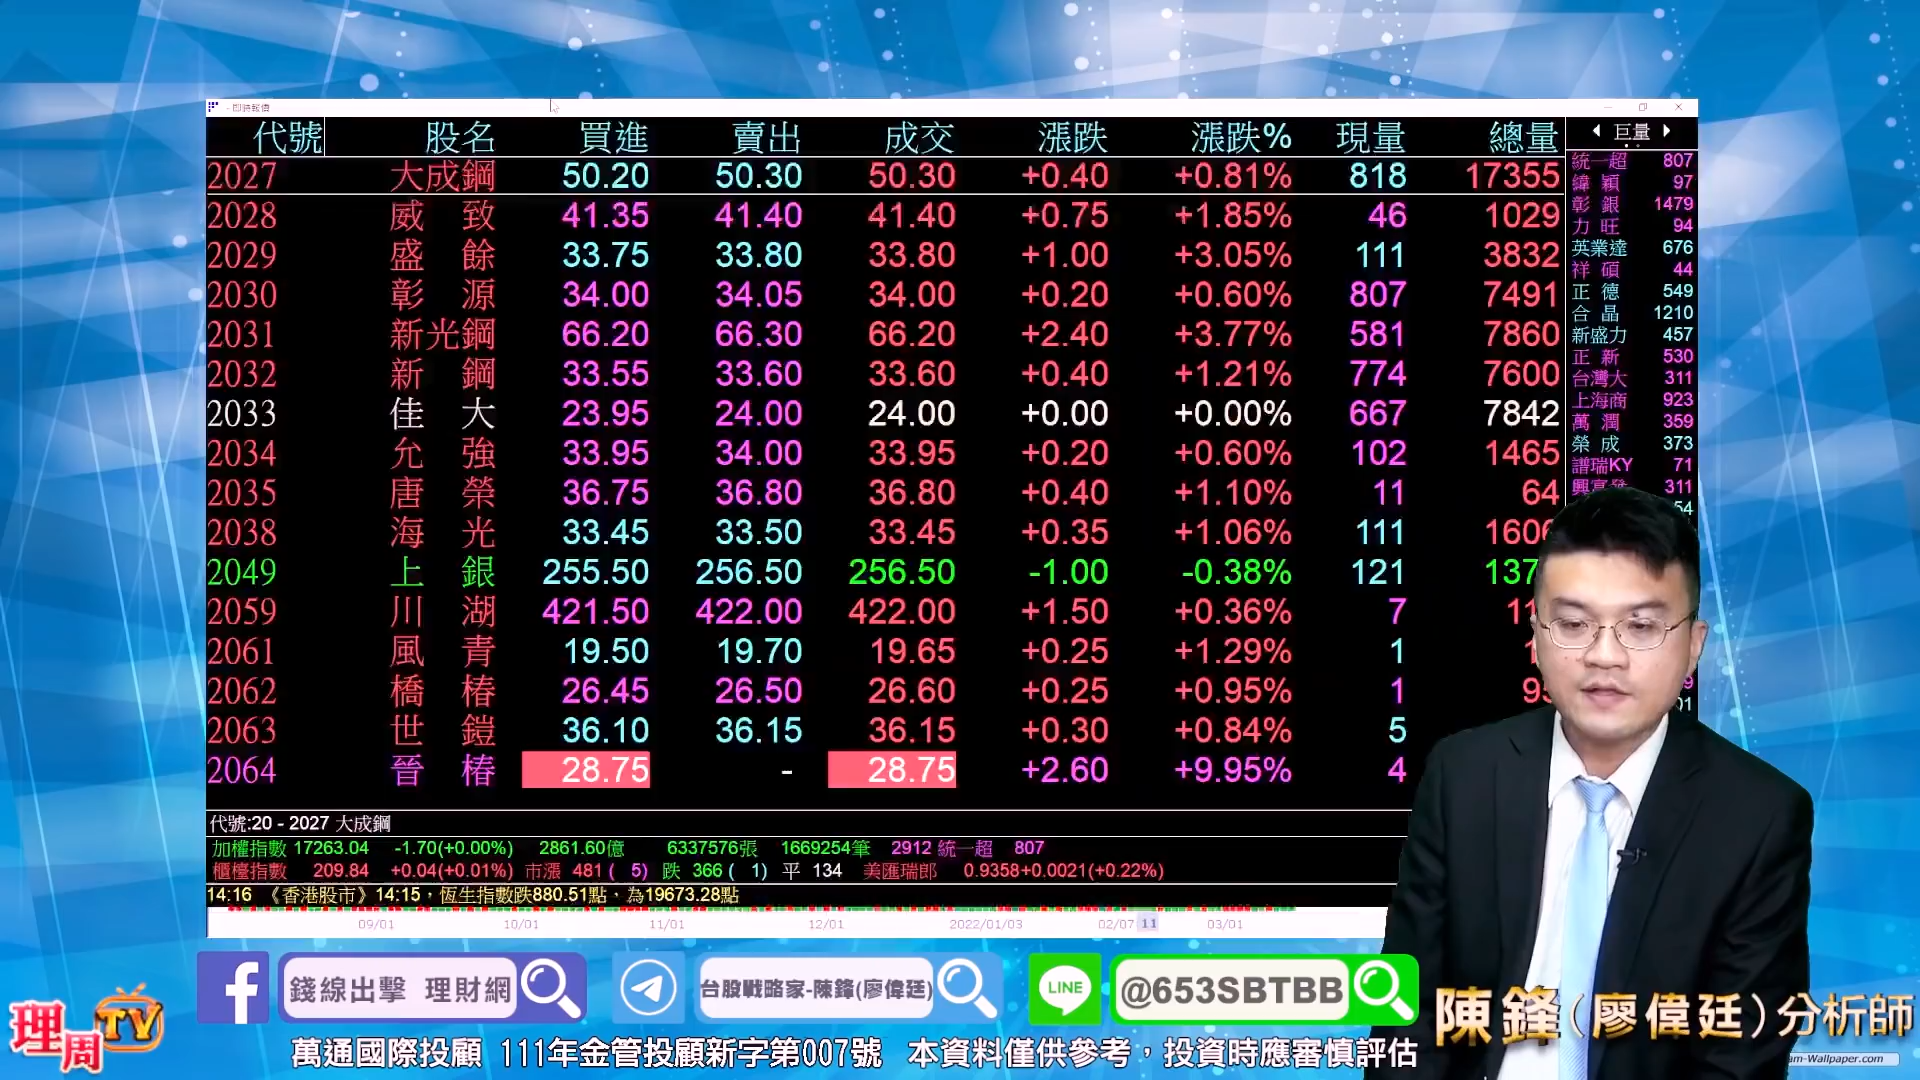 - 即時報價
代號 股名 買進 賣出 成交 漲跌 漲跌% 現量 總量
2027 大成鋼 50.20 50.30 50.30 +0.40 +0.81% 818 17355
2028 威致 41.35 41.40 41.40 +0.75 +1.85% 46 1029
2029 盛餘 33.75 33.80 33.80 +1.00 +3.05% 111 3832
2030 彰源 34.00 34.05 34.00 +0.20 +0.60% 807 7491
2031 新光鋼 66.20 66.30 66.20 +2.40 +3.77% 581 7860
2032 新鋼 33.55 33.60 33.60 +0.40 +1.21% 774 7600
2033 佳大 23.95 24.00 24.00 +0.00 +0.00% 667 7842
2034 允強 33.95 34.00 33.95 +0.20 +0.60% 102 1465
2035 唐榮 36.75 36.80 36.80 +0.40 +1.10% 11 64
2038 海光 33.45 33.50 33.45 +0.35 +1.06% 111 1606
2049 上銀 255.50 256.50 256.50 -1.00 -0.38% 121 137
2059 川湖 421.50 422.00 422.00 +1.50 +0.36% 7 11
2061 風青 19.50 19.70 19.65 +0.25 +1.29% 1
2062 橋椿 26.45 26.50 26.60 +0.25 +0.95% 1
2063 世鎧 36.10 36.15 36.15 +0.30 +0.84% 5
2064 晉椿 28.75 - 28.75 +2.60 +9.95% 4
巨量
統一超 807
緯穎 97
彰銀 1479
力旺 94
英業達 676
祥碩 44
正德 549
合晶 1210
新盛力 457
正新 530
台灣大 311
上海商 923
萬潤 359
榮成 373
譜瑞KY 71
興富發 311
54
代號:20 - 2027 大成鋼
加權指數 17263.04 -1.70(+0.00%) 2861.60億 6337576張 1669254筆 2912 統一超 807
櫃檯指數 209.84 +0.04(+0.01%) 市漲 481( 5) 跌 366( 1) 平 134 美匯瑞郎 0.9358+0.0021(+0.22%)
14:16 《香港股市》14:15，恆生指數跌880.51點，為19673.28點
09/01 10/01 11/01 12/01 2022/01/03 02/07 11 03/01
f 錢線出擊 理財網
台股戰略家-陳鋒(廖偉廷)
LINE @653SBTBB
理周TV
陳鋒(廖偉廷)分析師
萬通國際投顧 111年金管投顧新字第007號 本資料僅供參考，投資時應審慎評估
am-Wallpaper.com